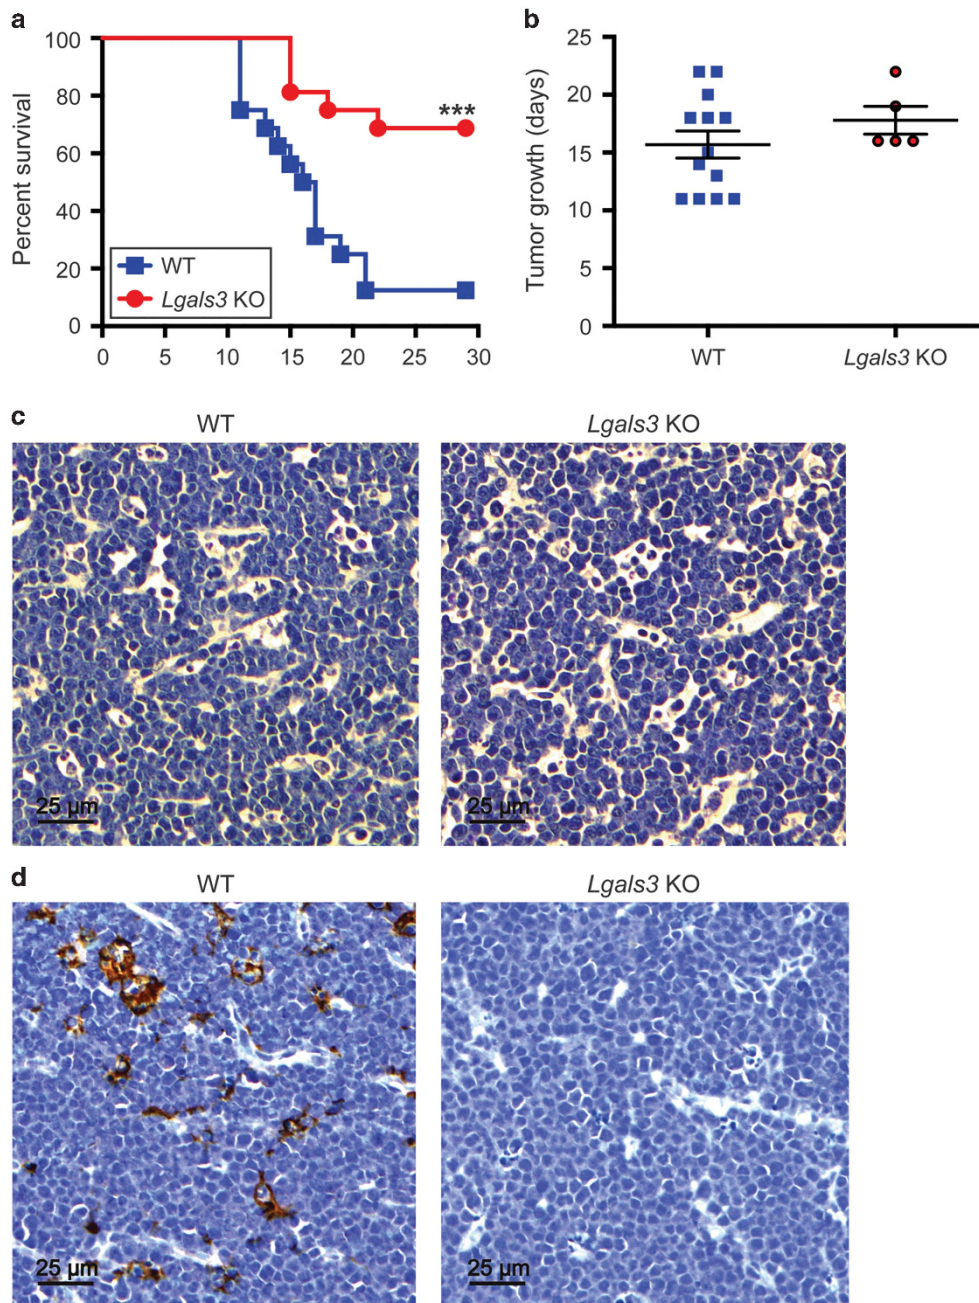 a
100
80
60
40
20
0
Percent survival
***
WT
Lgals3 KO
0 5 10 15 20 25 30
b
25
20
15
10
5
0
Tumor growth (days)
WT Lgals3 KO
c
WT Lgals3 KO
25 µm 25 µm
d
WT Lgals3 KO
25 µm 25 µm